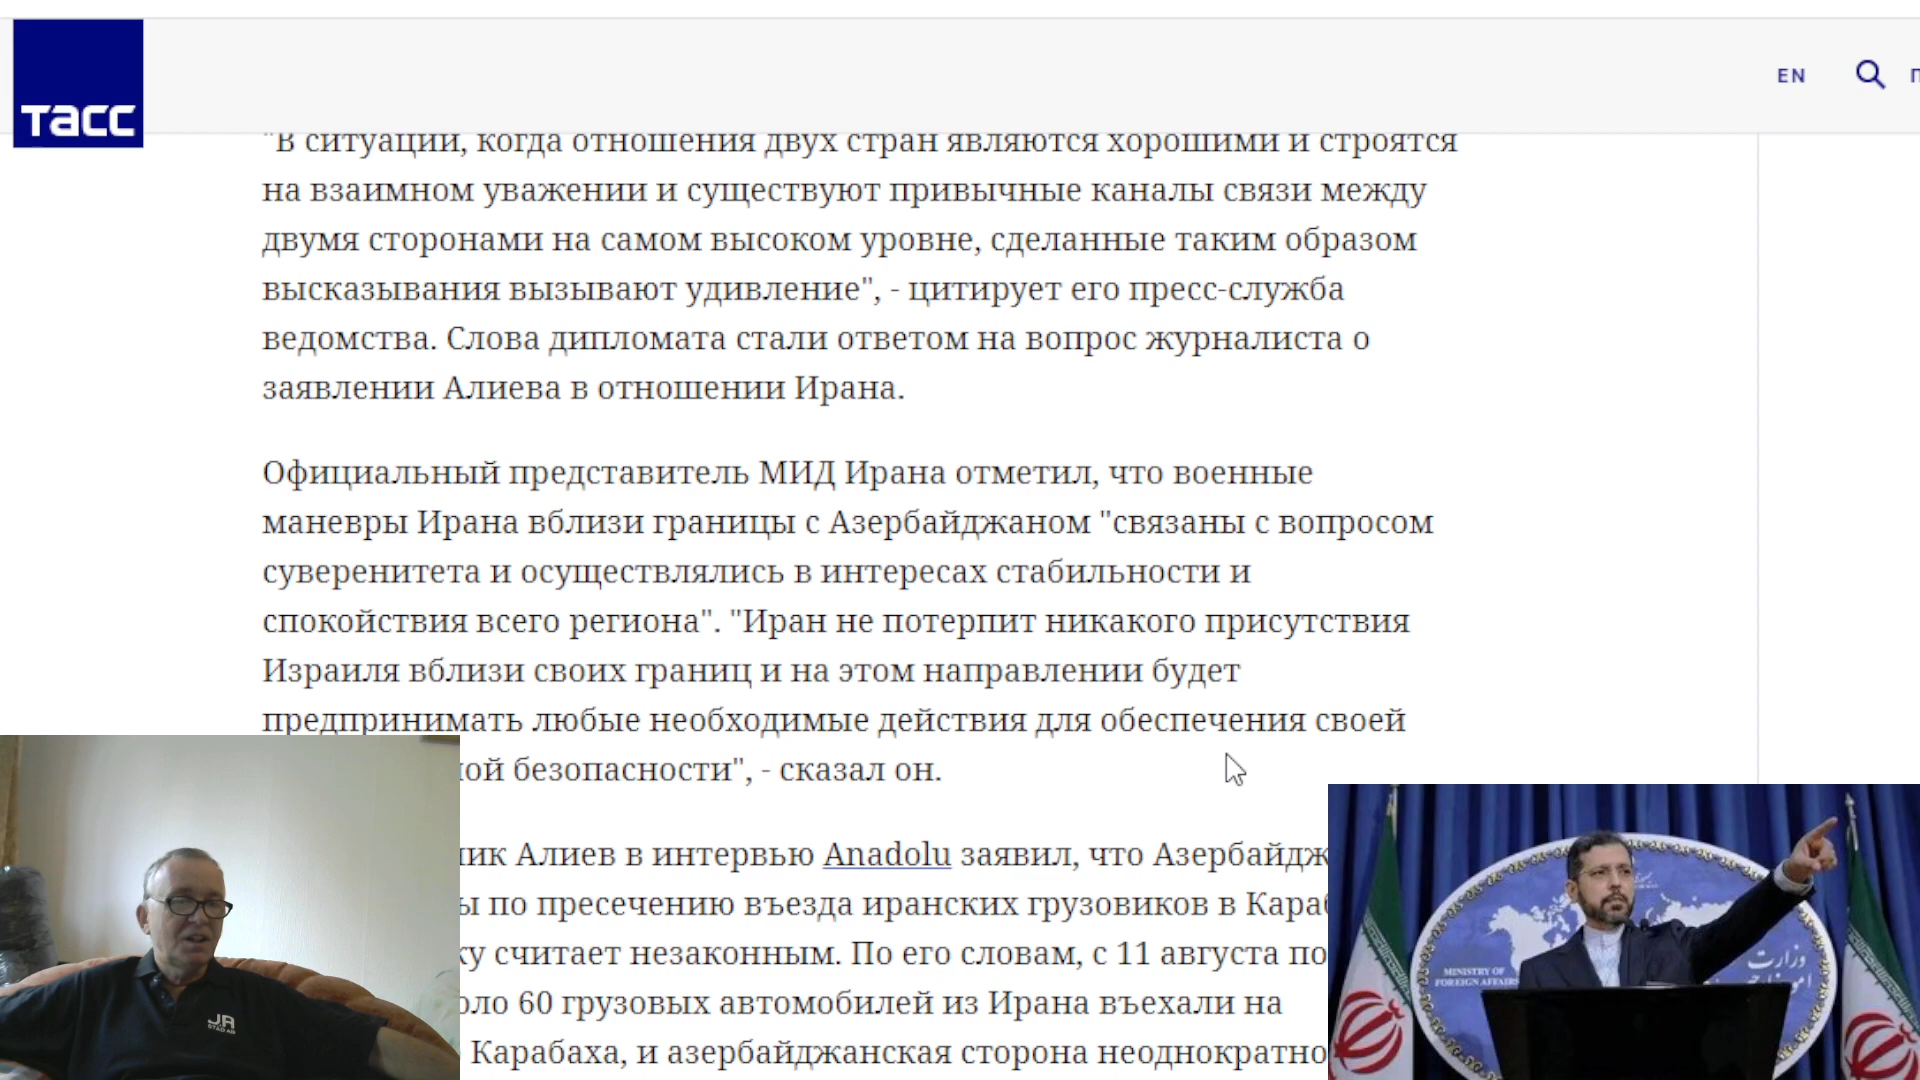 тасс
EN
"В ситуации, когда отношения двух стран являются хорошими и строятся
на взаимном уважении и существуют привычные каналы связи между
двумя сторонами на самом высоком уровне, сделанные таким образом
высказывания вызывают удивление", - цитирует его пресс-служба
ведомства. Слова дипломата стали ответом на вопрос журналиста о
заявлении Алиева в отношении Ирана.
Официальный представитель МИД Ирана отметил, что военные
маневры Ирана вблизи границы с Азербайджаном "связаны с вопросом
суверенитета и осуществлялись в интересах стабильности и
спокойствия всего региона". "Иран не потерпит никакого присутствия
Израиля вблизи своих границ и на этом направлении будет
предпринимать любые необходимые действия для обеспечения своей
безопасности", - сказал он.
Алиев в интервью Anadolu заявил, что
по пресечению въезда иранских грузовиков в
считает незаконным. По его словам, с 11 августа по
60 грузовых автомобилей из Ирана въехали на
Карабаха, и азербайджанская сторона неоднократно
JA
MINISTRY OF
FOREIGN AFFAIRS
وزارت